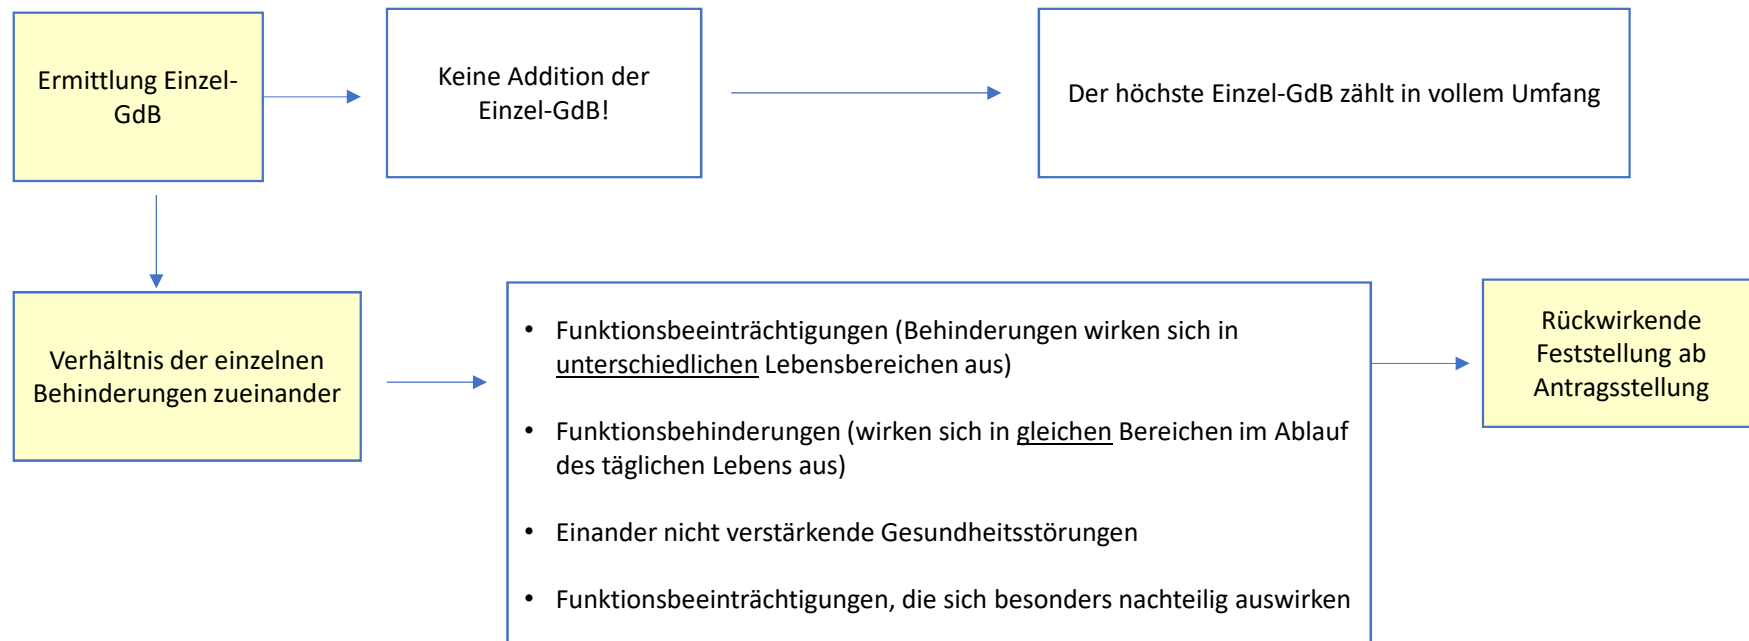 Ermittlung Einzel-
GdB
Keine Addition der
Einzel-GdB!
Der höchste Einzel-GdB zählt in vollem Umfang
Verhältnis der einzelnen
Behinderungen zueinander
• Funktionsbeeinträchtigungen (Behinderungen wirken sich in
unterschiedlichen Lebensbereichen aus)
• Funktionsbehinderungen (wirken sich in gleichen Bereichen im Ablauf
des täglichen Lebens aus)
• Einander nicht verstärkende Gesundheitsstörungen
• Funktionsbeeinträchtigungen, die sich besonders nachteilig auswirken
Rückwirkende
Feststellung ab
Antragsstellung